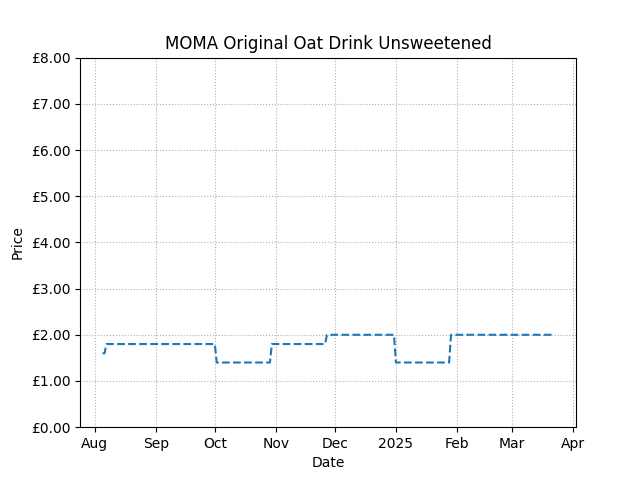 MOMA Original Oat Drink Unsweetened
£8.00
£7.00
£6.00
£5.00
£4.00
£3.00
£2.00
£1.00
£0.00
Price
Aug Sep Oct Nov Dec 2025 Feb Mar Apr
Date